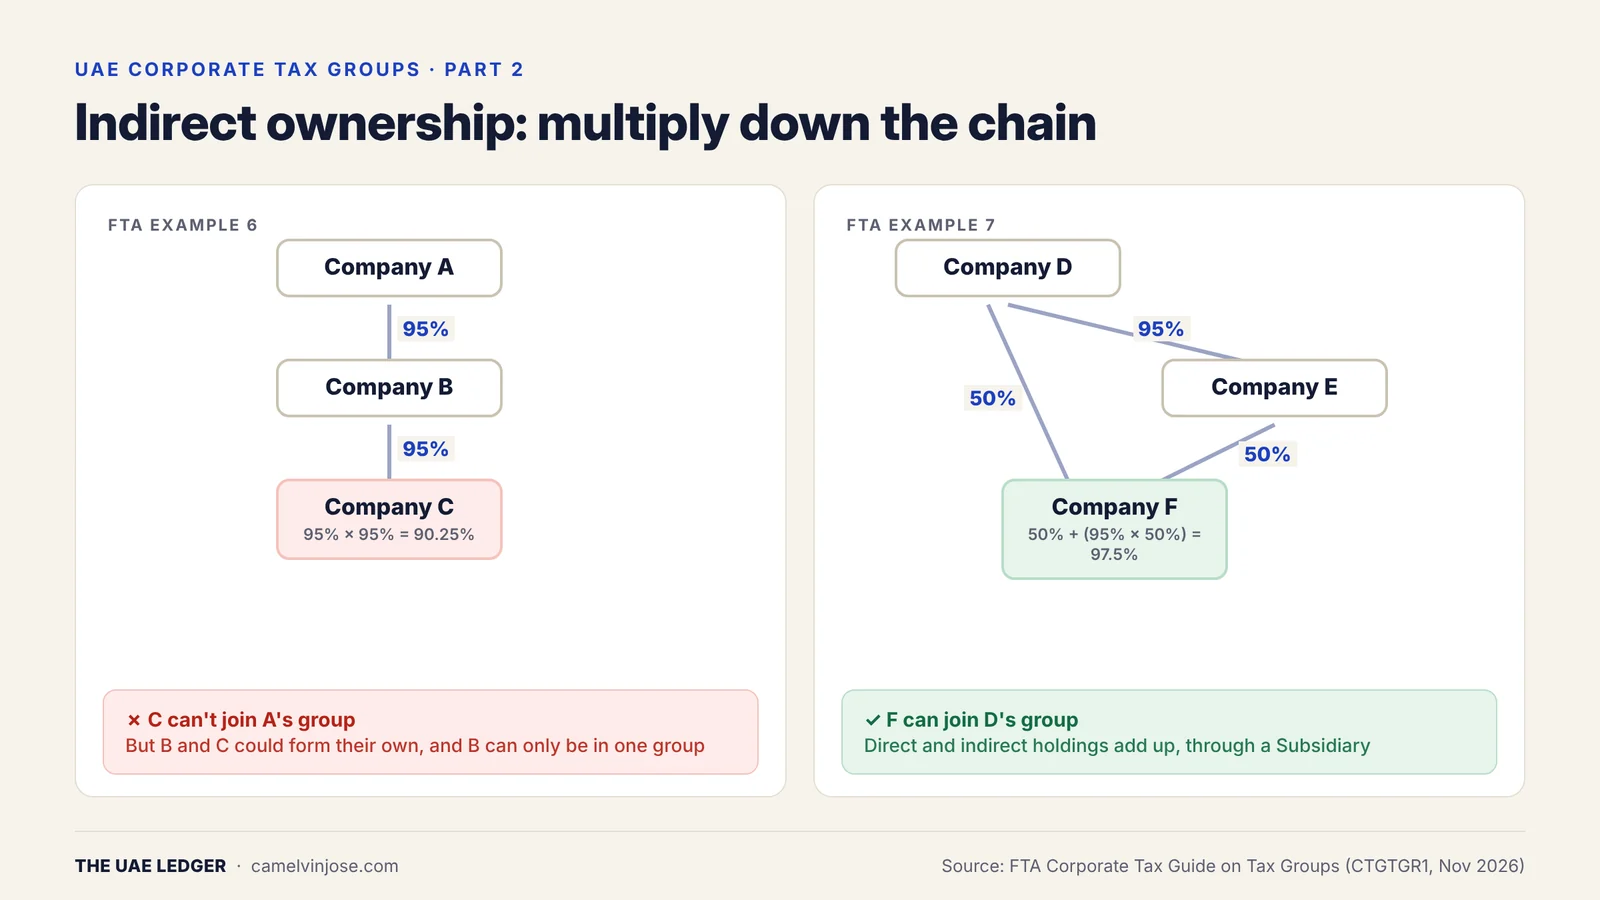 UAE CORPORATE TAX GROUPS · PART 2
Indirect ownership: multiply down the chain
FTA EXAMPLE 6
Company A
95%
Company B
95%
Company C
95% × 95% = 90.25%
× C can't join A's group
But B and C could form their own, and B can only be in one group
FTA EXAMPLE 7
Company D
95%
Company E
50%
50%
Company F
50% + (95% × 50%) =
97.5%
✓ F can join D's group
Direct and indirect holdings add up, through a Subsidiary
THE UAE LEDGER · camelvinjose.com
Source: FTA Corporate Tax Guide on Tax Groups (CTGTGR1, Nov 2026)